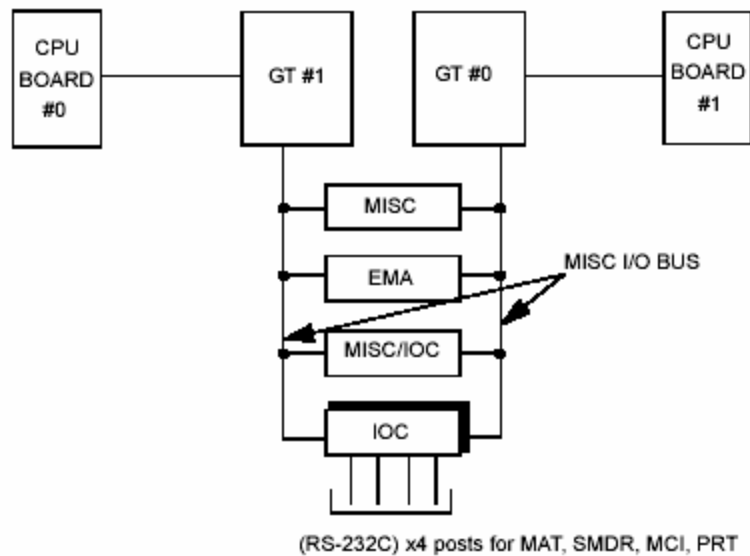 CPU
BOARD
#0
GT #1
GT #0
CPU
BOARD
#1
MISC
EMA
MISC I/O BUS
MISC/IOC
IOC
(RS-232C) x4 posts for MAT, SMDR, MCI, PRT